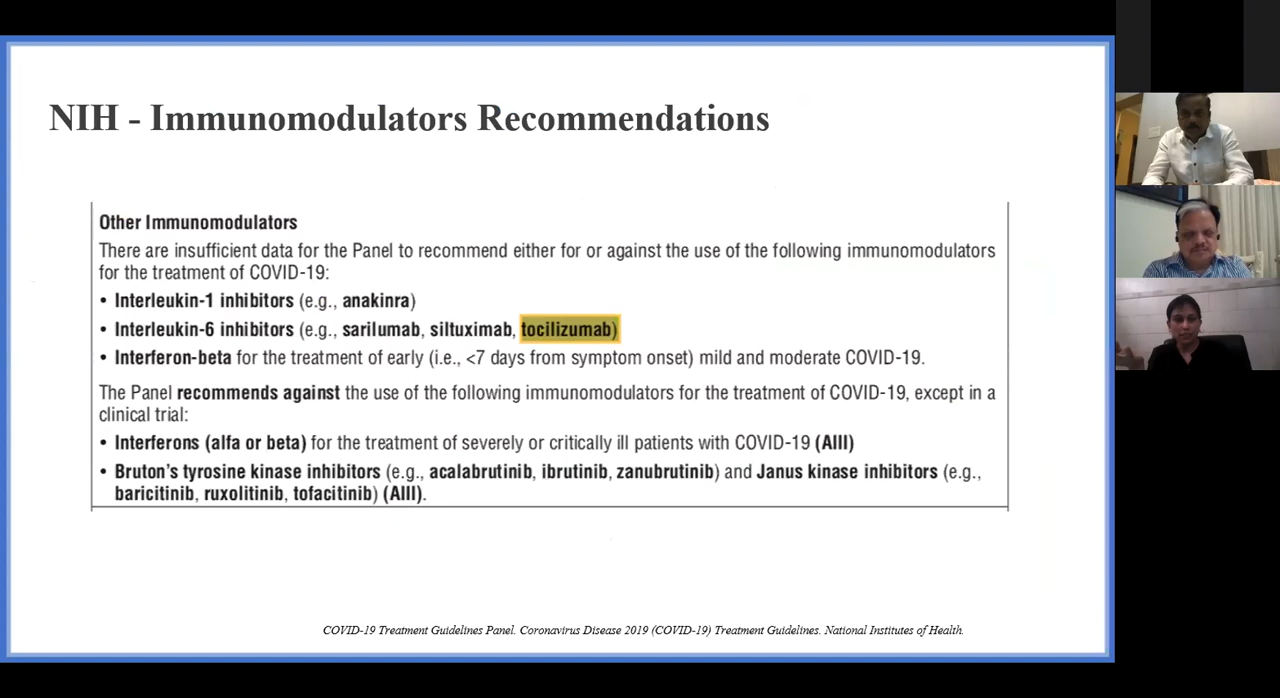 NIH - Immunomodulators Recommendations
Other Immunomodulators
There are insufficient data for the Panel to recommend either for or against the use of the following immunomodulators
for the treatment of COVID-19:
• Interleukin-1 inhibitors (e.g., anakinra)
• Interleukin-6 inhibitors (e.g., sarilumab, siltuximab, tocilizumab)
• Interferon-beta for the treatment of early (i.e., <7 days from symptom onset) mild and moderate COVID-19.
The Panel recommends against the use of the following immunomodulators for the treatment of COVID-19, except in a
clinical trial:
• Interferons (alfa or beta) for the treatment of severely or critically ill patients with COVID-19 (AIII)
• Bruton's tyrosine kinase inhibitors (e.g., acalabrutinib, ibrutinib, zanubrutinib) and Janus kinase inhibitors (e.g.,
baricitinib, ruxolitinib, tofacitinib) (AIII).
COVID-19 Treatment Guidelines Panel. Coronavirus Disease 2019 (COVID-19) Treatment Guidelines. National Institutes of Health.